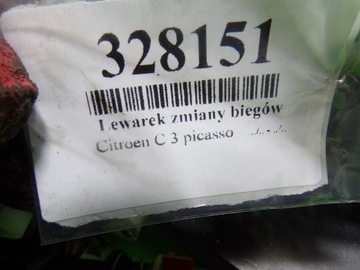 328151
Lewarek zmiany biegów
Citroen C 3 picasso ../.. - ../..